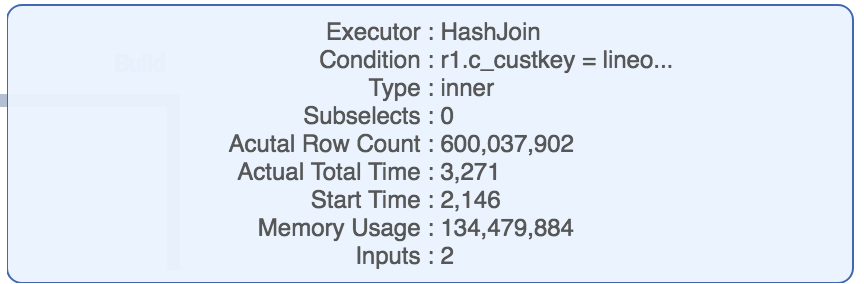 Executor : HashJoin
Condition : r1.c_custkey = lineo...
Build
Type : inner
Subselects : 0
Acutal Row Count : 600,037,902
Actual Total Time : 3,271
Start Time : 2,146
Memory Usage : 134,479,884
Inputs : 2